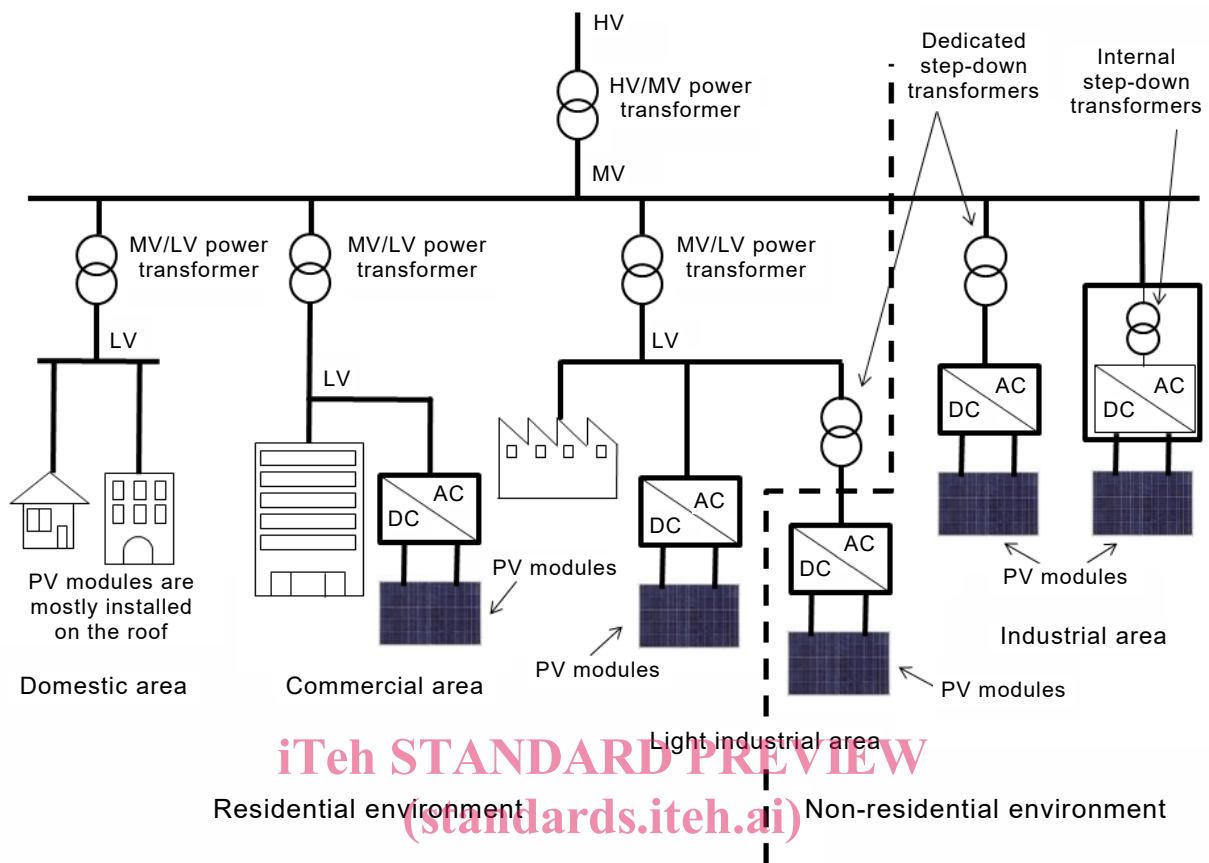 HV
HV/MV power
transformer
MV
Dedicated
step-down
transformers
Internal
step-down
transformers
MV/LV power
transformer
MV/LV power
transformer
MV/LV power
transformer
LV
LV
LV
AC
DC
AC
DC
AC
DC
AC
DC
AC
DC
PV modules are
mostly installed
on the roof
PV modules
PV modules
PV modules
PV modules
Domestic area
Commercial area
Light industrial area
Industrial area
iTeh STANDARD PREVIEW
(standards.iteh.ai)
Residential environment
Non-residential environment